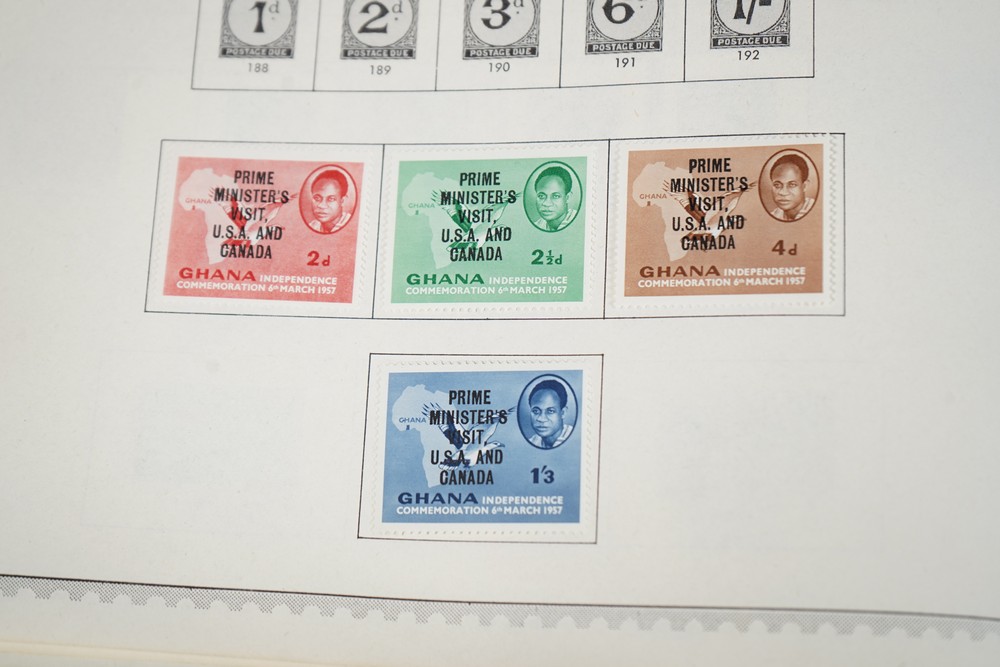 1d 2d 3d 6d 1/-
POSTAGE DUE POSTAGE DUE POSTAGE DUE POSTAGE DUE POSTAGE DUE
188 189 190 191 192
PRIME
MINISTER'S
VISIT,
U.S.A. AND
CANADA
GHANA
2d
GHANA INDEPENDENCE
COMMEMORATION 6th MARCH 1957
PRIME
MINISTER'S
VISIT,
U.S.A. AND
CANADA
GHANA
2½d
GHANA INDEPENDENCE
COMMEMORATION 6th MARCH 1957
PRIME
MINISTER'S
VISIT,
U.S.A. AND
CANADA
GHANA
4d
GHANA INDEPENDENCE
COMMEMORATION 6th MARCH 1957
PRIME
MINISTER'S
VISIT,
U.S.A. AND
CANADA
GHANA
1'3
GHANA INDEPENDENCE
COMMEMORATION 6th MARCH 1957